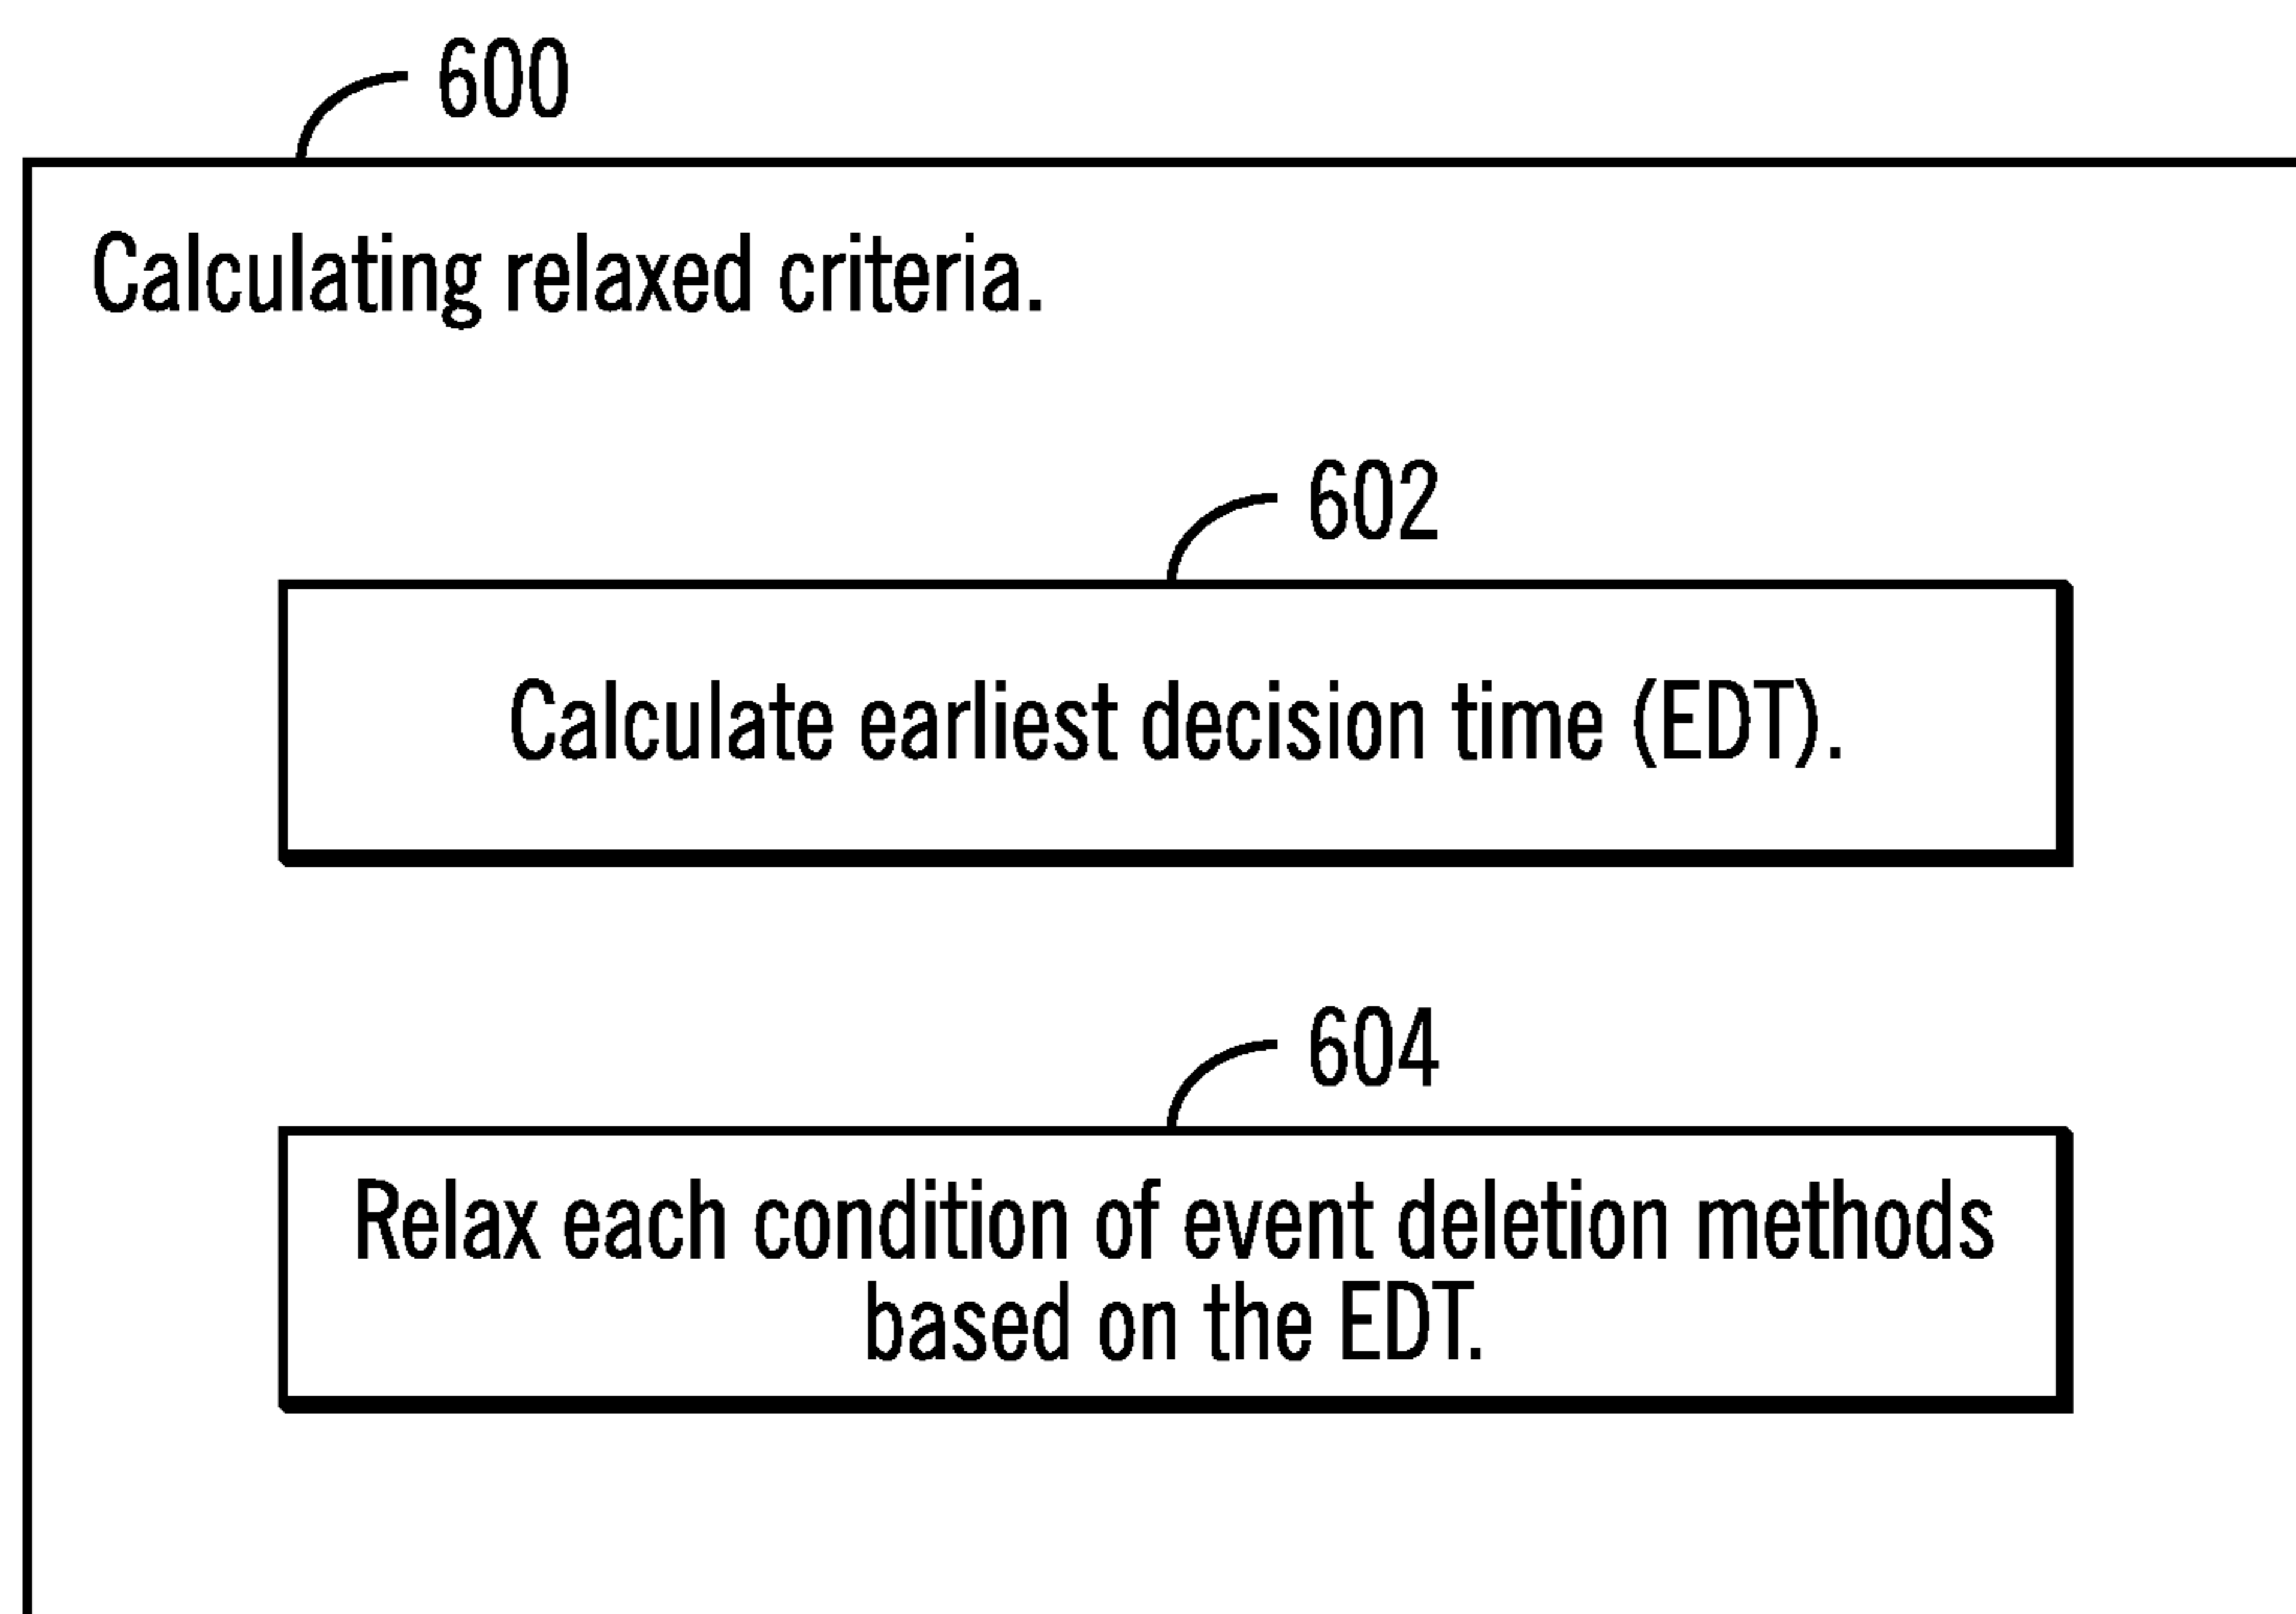 600
Calculating relaxed criteria.
602
Calculate earliest decision time (EDT).
604
Relax each condition of event deletion methods
based on the EDT.